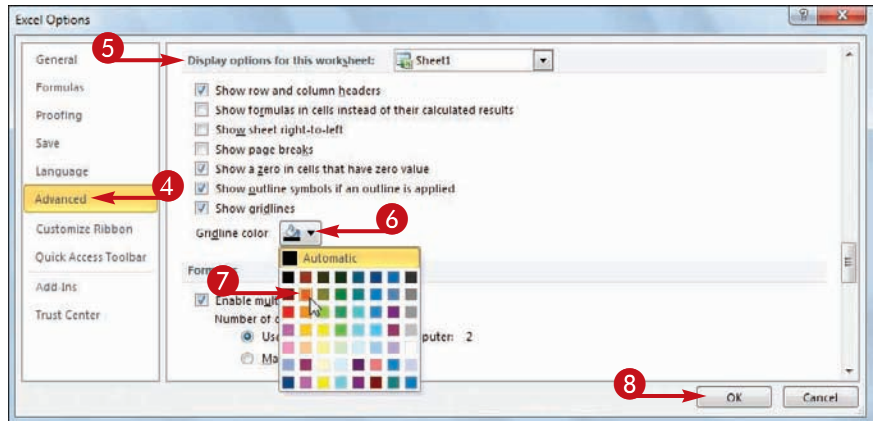 Excel Options
General
Formulas
Proofing
Save
Language
Advanced
Customize Ribbon
Quick Access Toolbar
Add-Ins
Trust Center
4
5
Display options for this worksheet: Sheet1
Show row and column headers
Show formulas in cells instead of their calculated results
Show sheet right-to-left
Show page breaks
Show a zero in cells that have zero value
Show outline symbols if an outline is applied
Show gridlines
Gridline color
6
Automatic
7
Enable
Number of
puter: 2
8
OK
Cancel